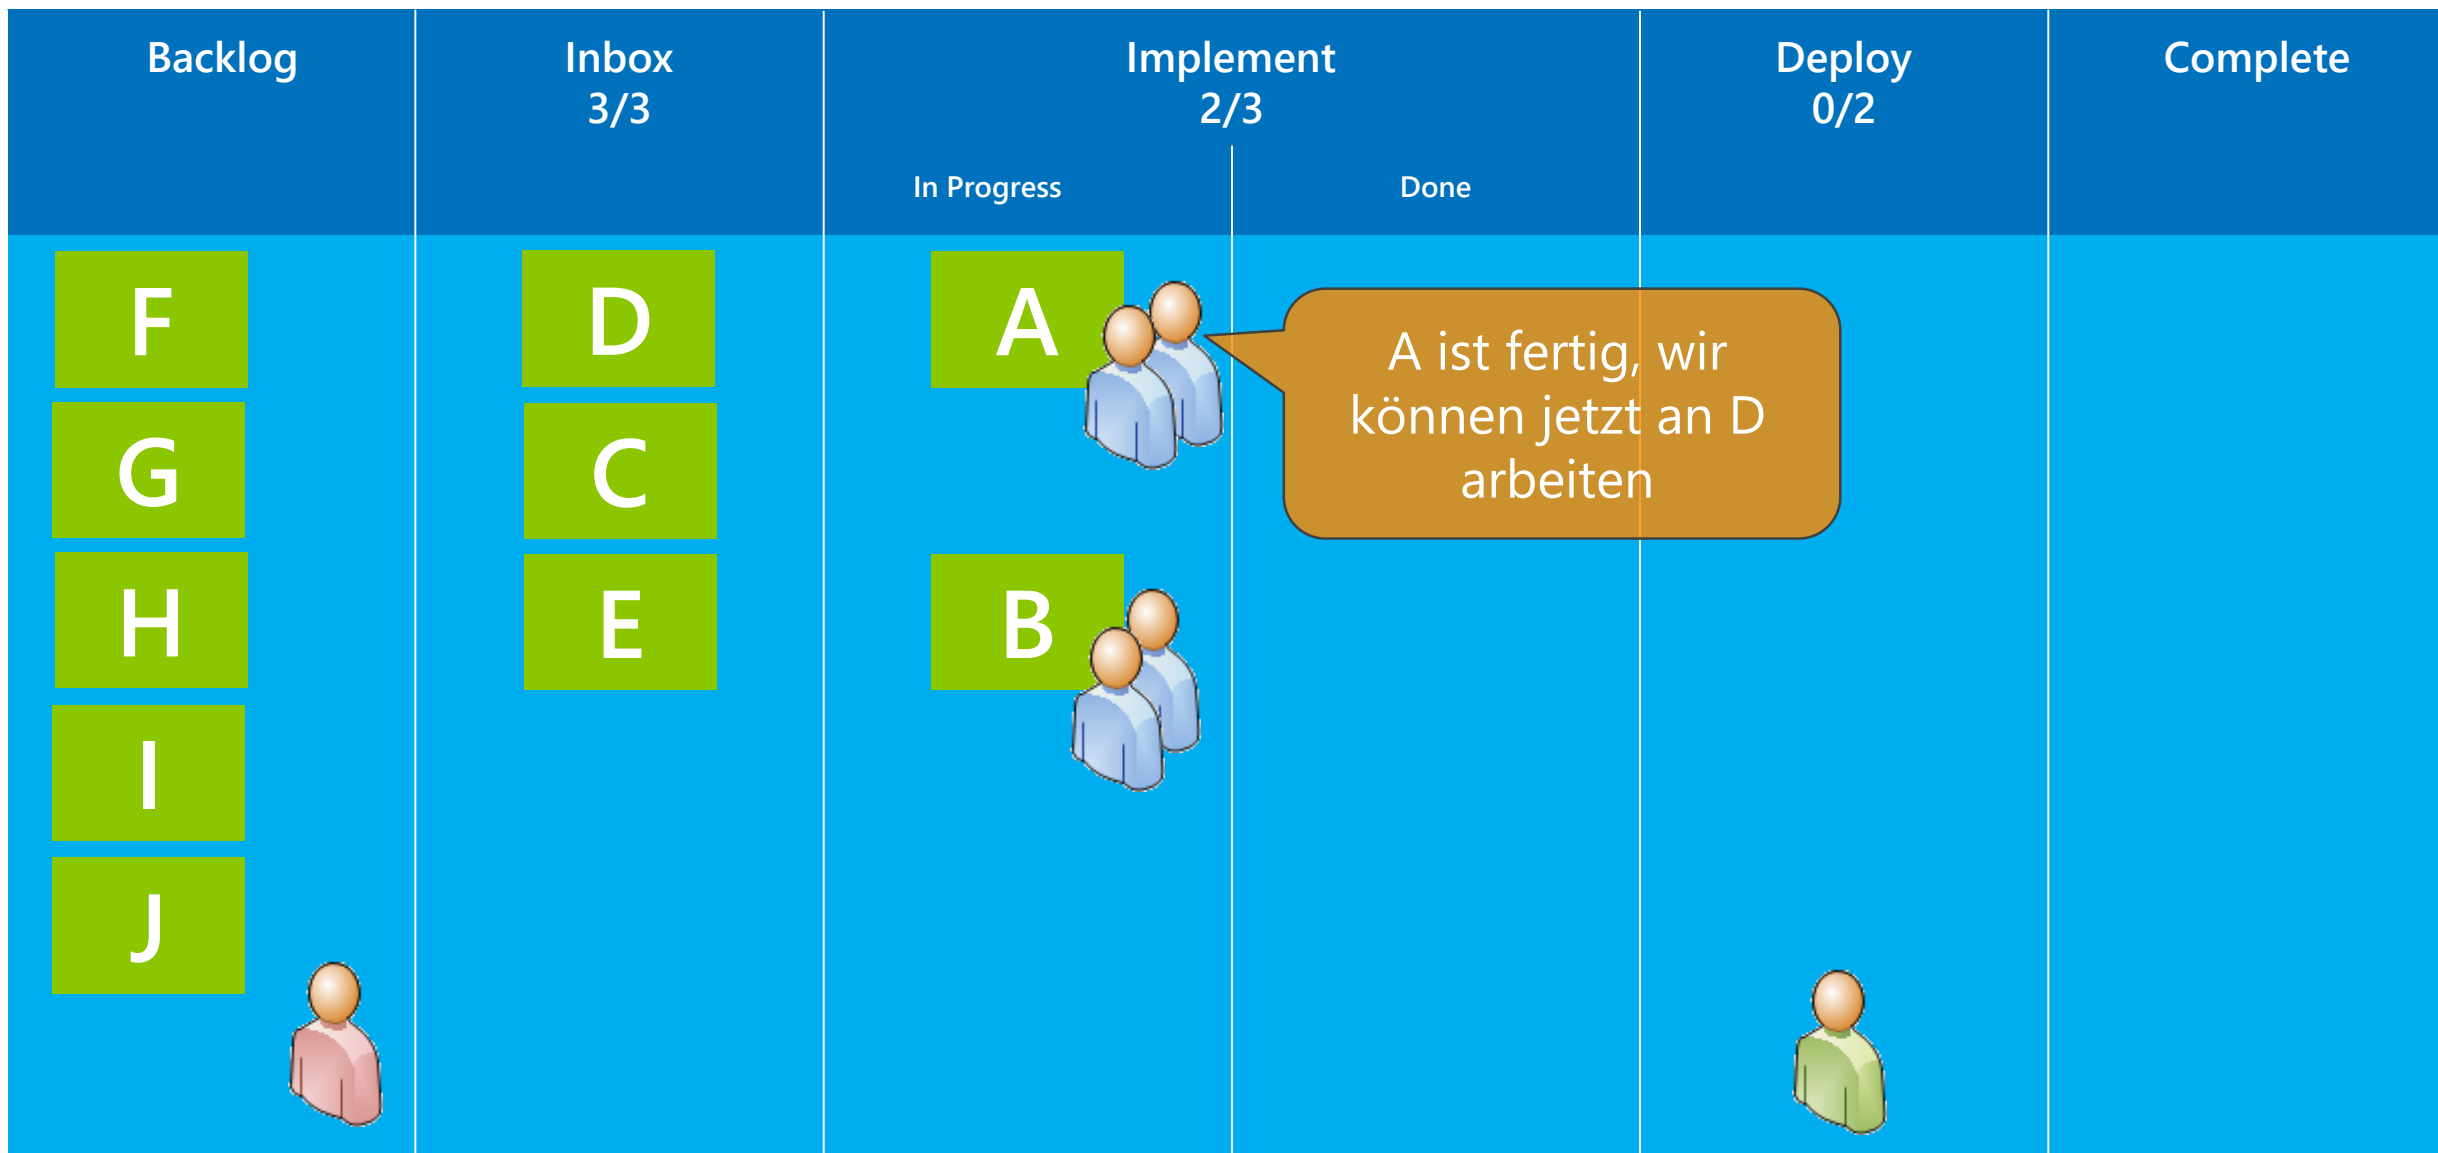 Backlog
Inbox
3/3
Implement
2/3
In Progress
Done
Deploy
0/2
Complete
F
G
H
I
J
D
C
E
A
B
A ist fertig, wir
können jetzt an D
arbeiten